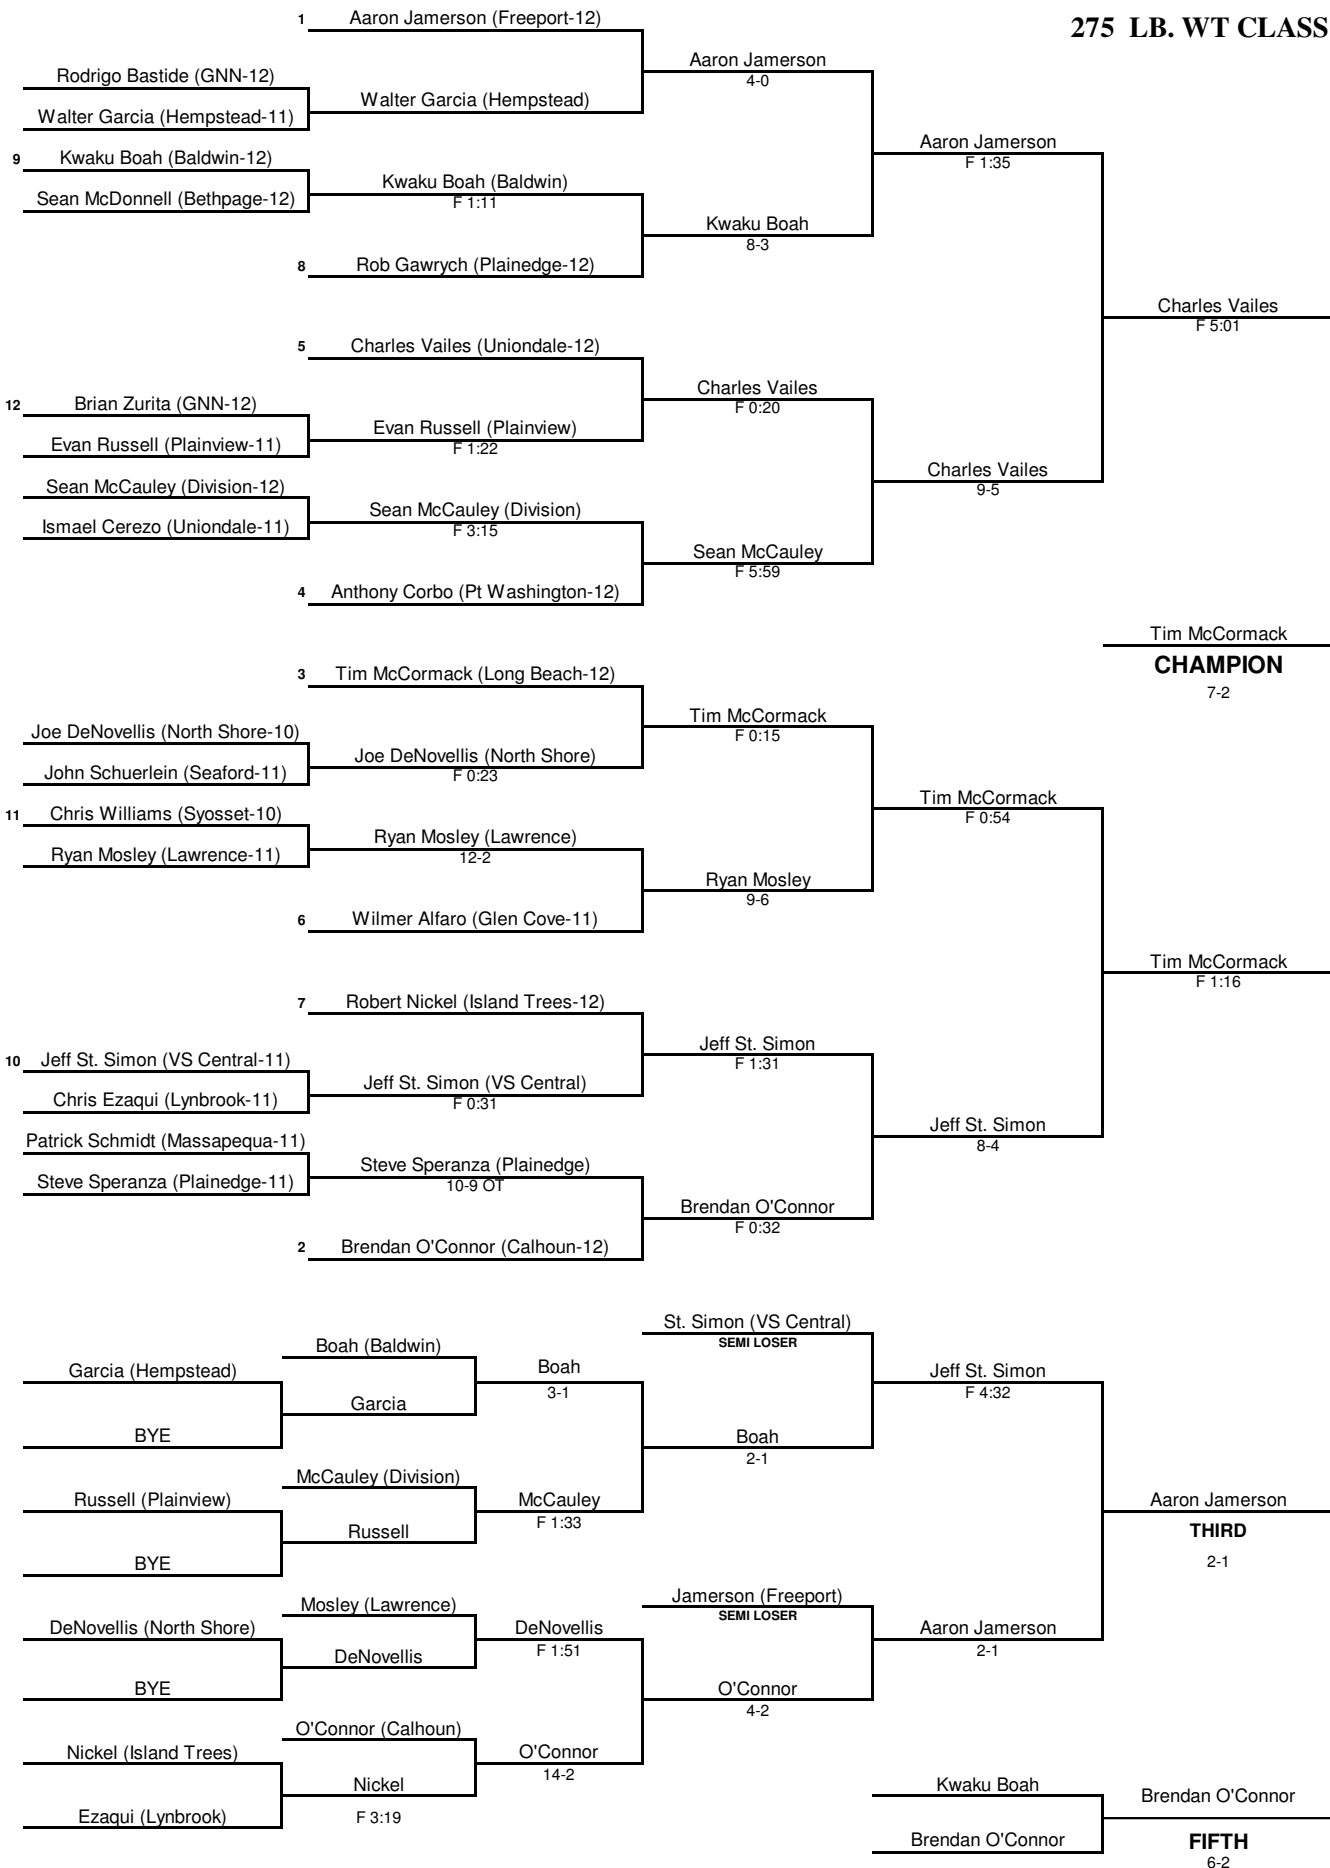 275 LB. WT CLASS
1 Aaron Jamerson (Freeport-12)
Aaron Jamerson
4-0
Rodrigo Bastide (GNN-12)
Walter Garcia (Hempstead)
Walter Garcia (Hempstead-11)
Aaron Jamerson
F 1:35
9 Kwaku Boah (Baldwin-12)
Kwaku Boah (Baldwin)
F 1:11
Sean McDonnell (Bethpage-12)
Kwaku Boah
8-3
8 Rob Gawrych (Plainedge-12)
Charles Vailes
F 5:01
5 Charles Vailes (Uniondale-12)
Charles Vailes
F 0:20
12 Brian Zurita (GNN-12)
Evan Russell (Plainview)
F 1:22
Evan Russell (Plainview-11)
Charles Vailes
9-5
Sean McCauley (Division-12)
Sean McCauley (Division)
F 3:15
Ismael Cerezo (Uniondale-11)
Sean McCauley
F 5:59
4 Anthony Corbo (Pt Washington-12)
Tim McCormack
CHAMPION
7-2
3 Tim McCormack (Long Beach-12)
Tim McCormack
F 0:15
Joe DeNovellis (North Shore-10)
Joe DeNovellis (North Shore)
F 0:23
John Schuerlein (Seaford-11)
Tim McCormack
F 0:54
11 Chris Williams (Syosset-10)
Ryan Mosley (Lawrence)
12-2
Ryan Mosley (Lawrence-11)
Ryan Mosley
9-6
6 Wilmer Alfaro (Glen Cove-11)
Tim McCormack
F 1:16
7 Robert Nickel (Island Trees-12)
Jeff St. Simon
F 1:31
10 Jeff St. Simon (VS Central-11)
Jeff St. Simon (VS Central)
F 0:31
Chris Ezaqui (Lynbrook-11)
Jeff St. Simon
8-4
Patrick Schmidt (Massapequa-11)
Steve Speranza (Plainedge)
10-9 OT
Steve Speranza (Plainedge-11)
Brendan O'Connor
F 0:32
2 Brendan O'Connor (Calhoun-12)
St. Simon (VS Central)
SEMI LOSER
Boah (Baldwin)
Garcia (Hempstead)
Boah
3-1
Jeff St. Simon
F 4:32
Garcia
BYE
Boah
2-1
McCauley (Division)
Russell (Plainview)
McCauley
F 1:33
Aaron Jamerson
THIRD
2-1
Russell
BYE
Jamerson (Freeport)
SEMI LOSER
Mosley (Lawrence)
DeNovellis (North Shore)
DeNovellis
F 1:51
Aaron Jamerson
2-1
DeNovellis
BYE
O'Connor
4-2
O'Connor (Calhoun)
Nickel (Island Trees)
O'Connor
14-2
Nickel
F 3:19
Ezaqui (Lynbrook)
Kwaku Boah
Brendan O'Connor
Brendan O'Connor
FIFTH
6-2